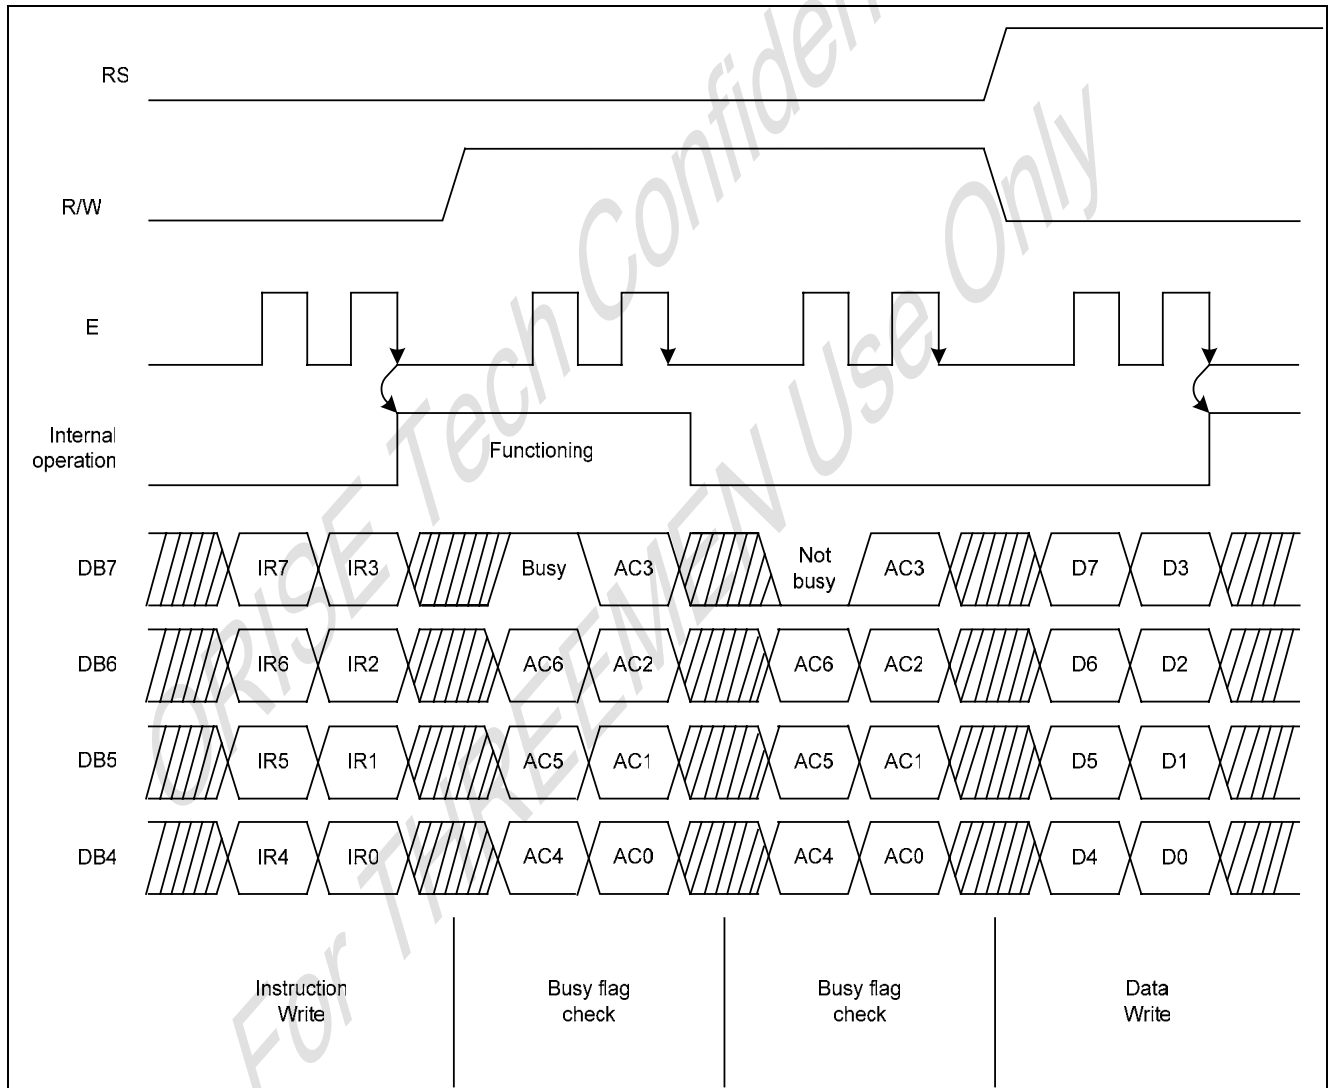 RS
R/W
E
Internal
operation
Functioning
DB7 IR7 IR3 Busy AC3 Not busy AC3 D7 D3
DB6 IR6 IR2 AC6 AC2 AC6 AC2 D6 D2
DB5 IR5 IR1 AC5 AC1 AC5 AC1 D5 D1
DB4 IR4 IR0 AC4 AC0 AC4 AC0 D4 D0
Instruction
Write
Busy flag
check
Busy flag
check
Data
Write
ORISE Tech
For THREEMEN Use Only